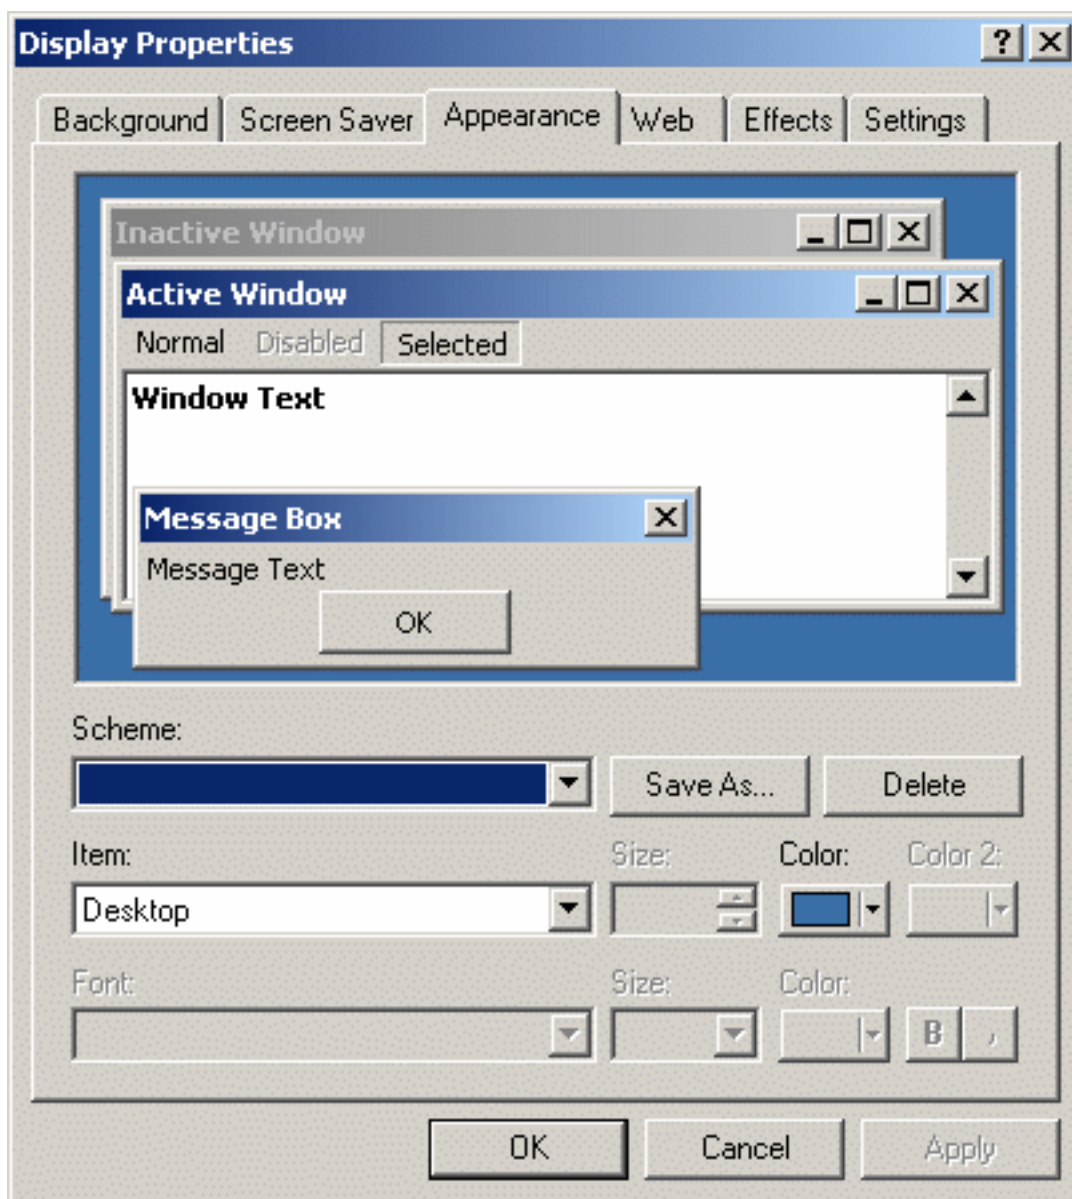 Display Properties
Background Screen Saver Appearance Web Effects Settings
Inactive Window
Active Window
Normal Disabled Selected
Window Text
Message Box
Message Text
OK
Scheme:
Save As... Delete
Item: Size: Color: Color 2:
Desktop
Font: Size: Color:
B
OK Cancel Apply